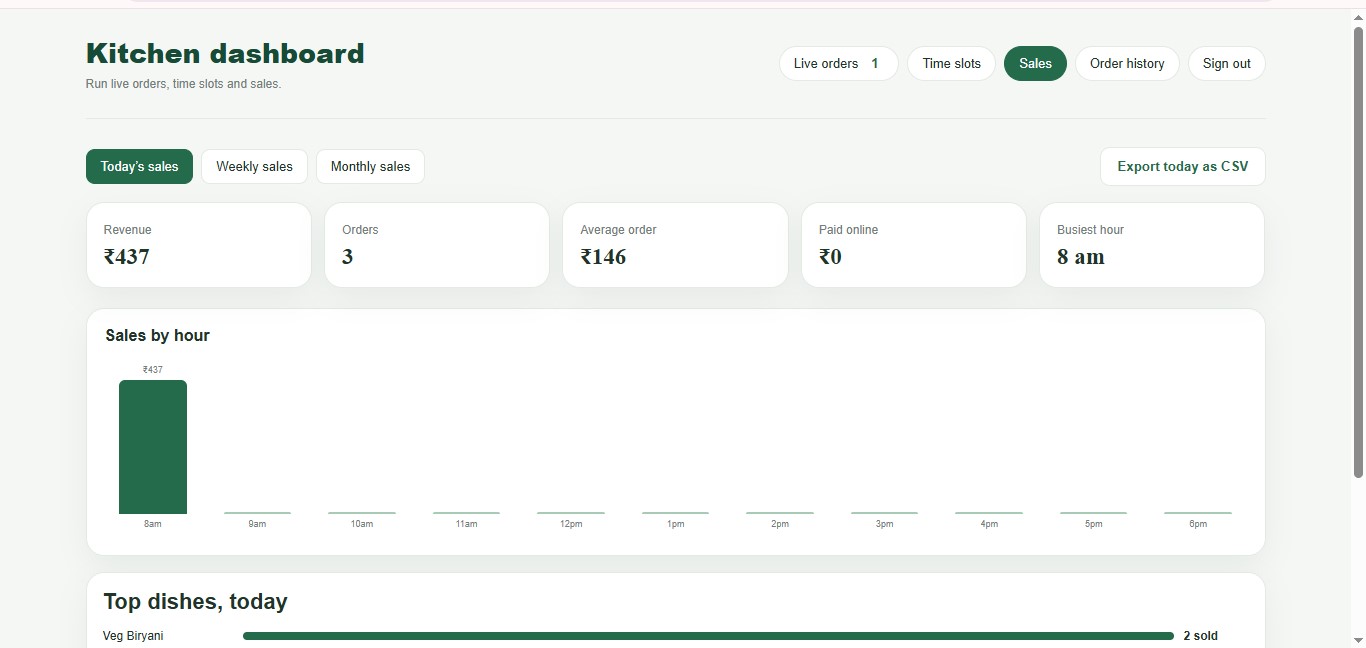 Kitchen dashboard
Run live orders, time slots and sales.
Live orders 1 Time slots Sales Order history Sign out
Today's sales Weekly sales Monthly sales Export today as CSV
Revenue Orders Average order Paid online Busiest hour
₹437 3 ₹146 ₹0 8 am
Sales by hour
₹437
8am 9am 10am 11am 12pm 1pm 2pm 3pm 4pm 5pm 6pm
Top dishes, today
Veg Biryani 2 sold